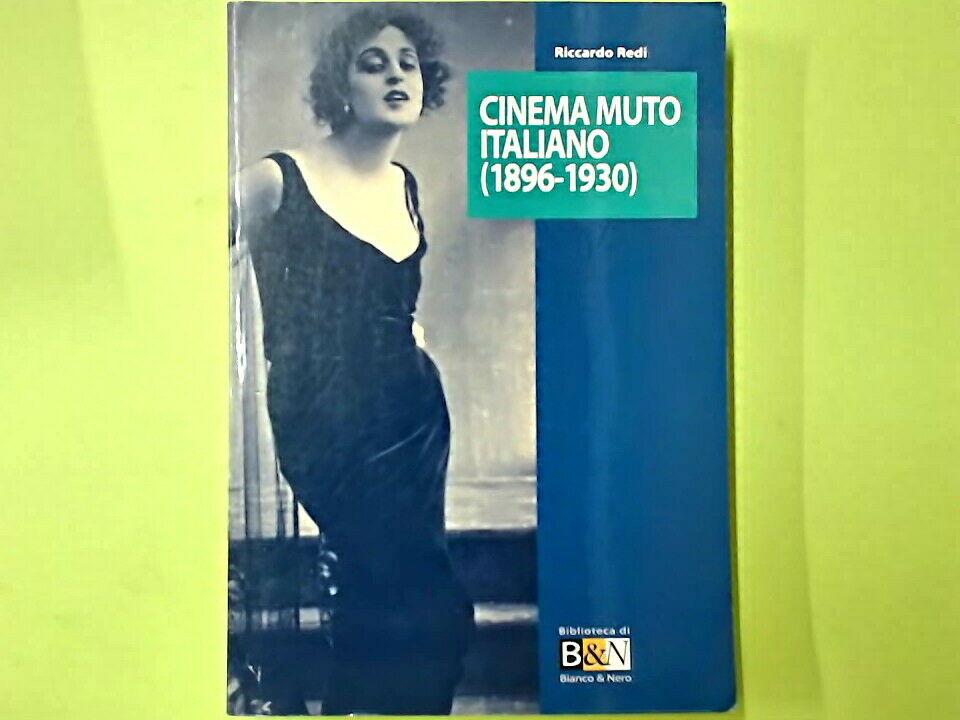 Riccardo Redi
CINEMA MUTO
ITALIANO
(1896-1930)
Biblioteca di
B&N
Bianco & Nero